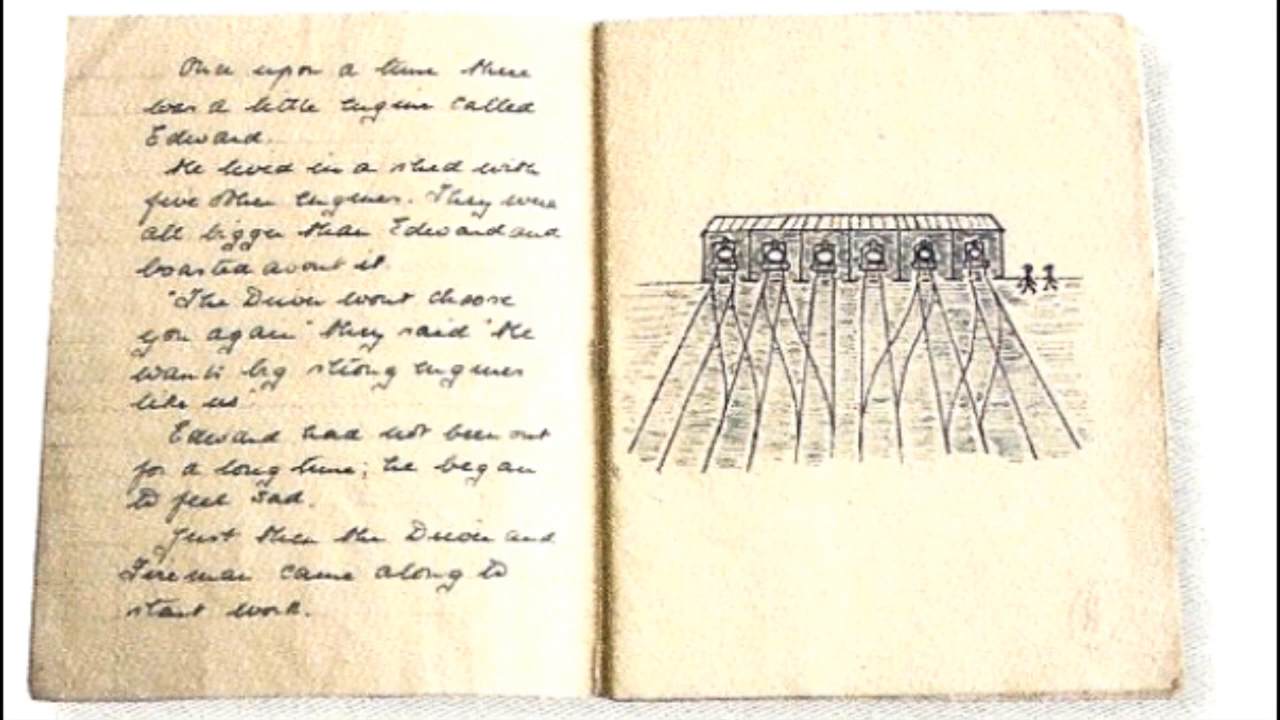 Once upon a time there
was a little engine called
Edward.
He lived in a shed with
five other engines. They were
all bigger than Edward and
boasted about it.
"The Driver wont choose
you again" they said "He
wants big strong engines
like us"
Edward had not been out
for a long time; he began
to feel sad.
Just then the Driver and
Fireman came along to
start work.